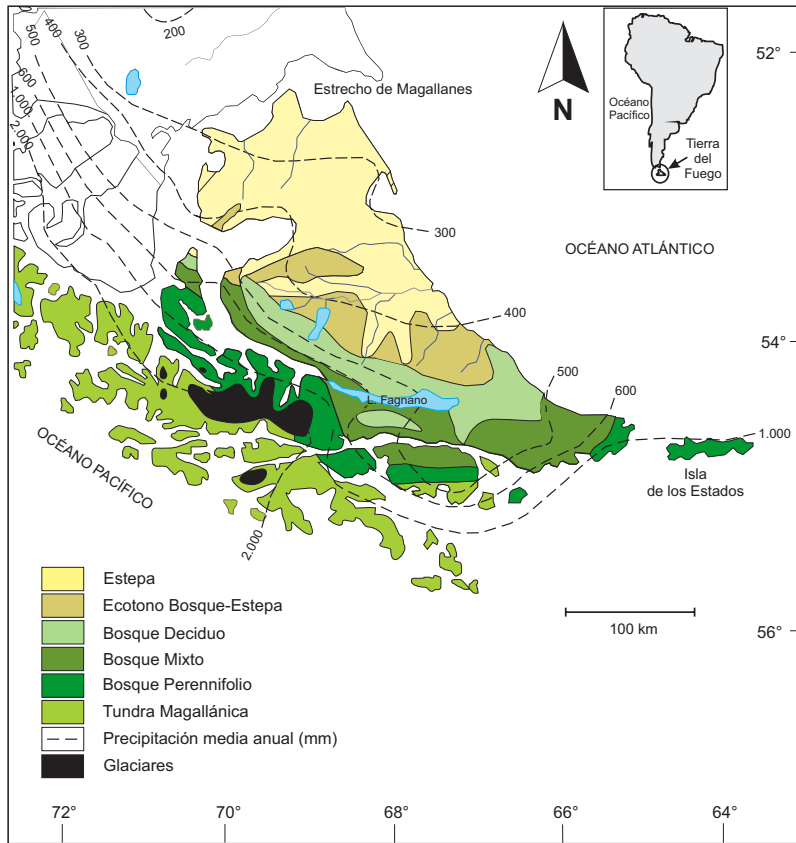 200
300
400
500
600
1.000
2.000
Estrecho de Magallanes
N
Océano
Pacífico
Tierra
del
Fuego
52°
300
OCÉANO ATLÁNTICO
400
54°
500
600
L. Fagnano
1.000
OCÉANO PACÍFICO
Isla
de los Estados
2.000
Estepa
Ecotono Bosque-Estepa
Bosque Deciduo
Bosque Mixto
Bosque Perennifolio
Tundra Magallánica
Precipitación media anual (mm)
Glaciares
100 km
56°
72°
70°
68°
66°
64°